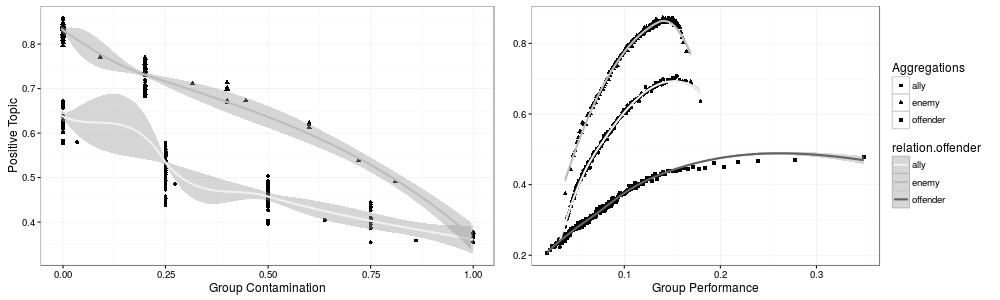 Positive Topic
0.8
0.7
0.6
0.5
0.4
0.00 0.25 0.50 0.75 1.00
Group Contamination
0.8
0.6
0.4
0.2
0.1 0.2 0.3
Group Performance
Aggregations
ally
enemy
offender
relation.offender
ally
enemy
offender